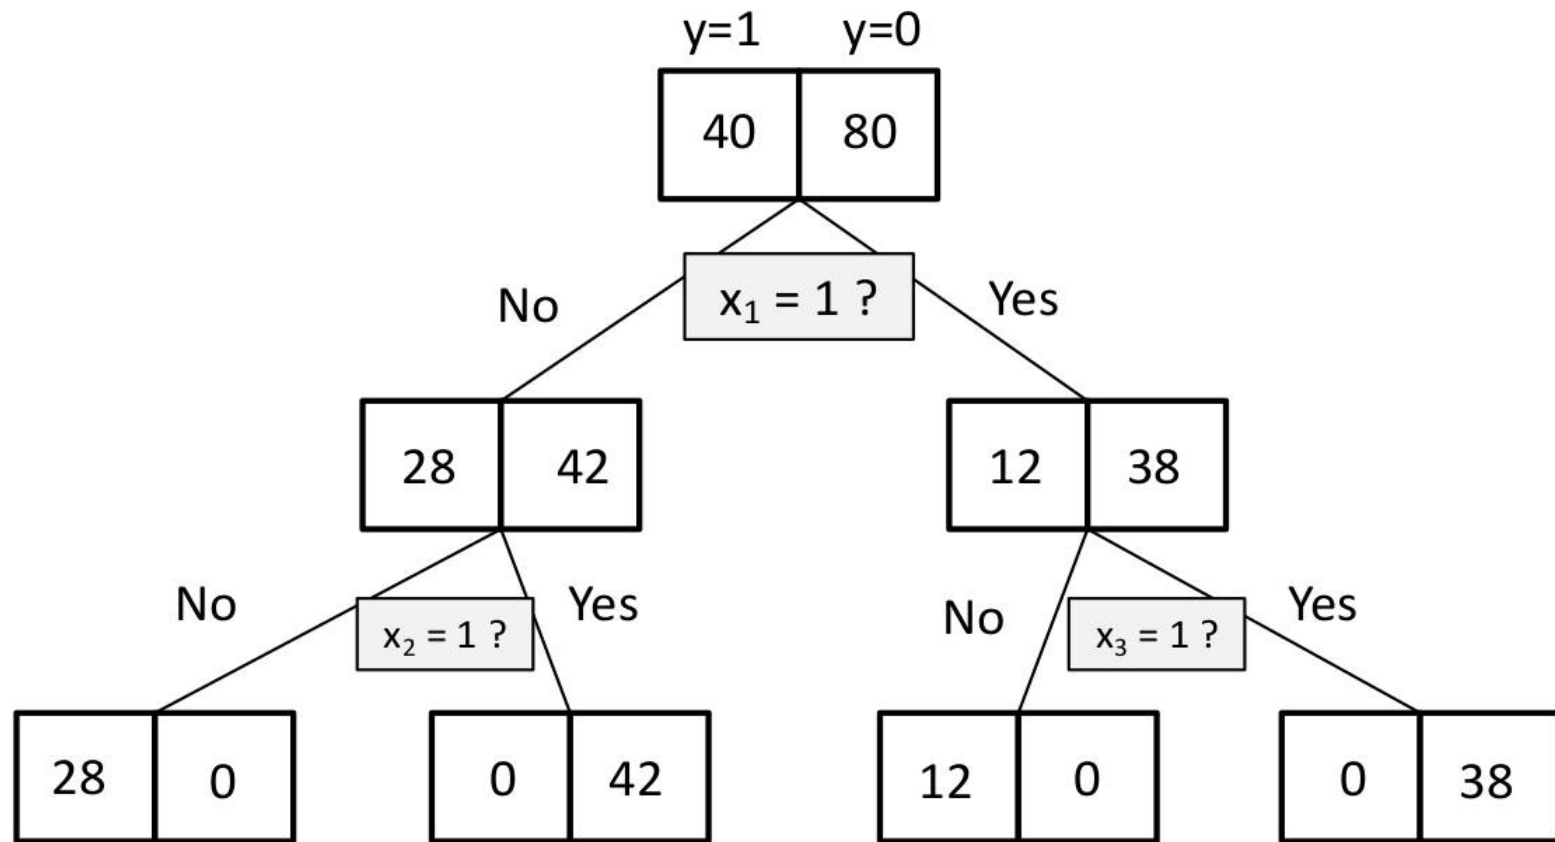 y=1 y=0
40 80
x₁ = 1 ?
No Yes
28 42
12 38
No Yes
x₂ = 1 ?
No Yes
x₃ = 1 ?
28 0
0 42
12 0
0 38